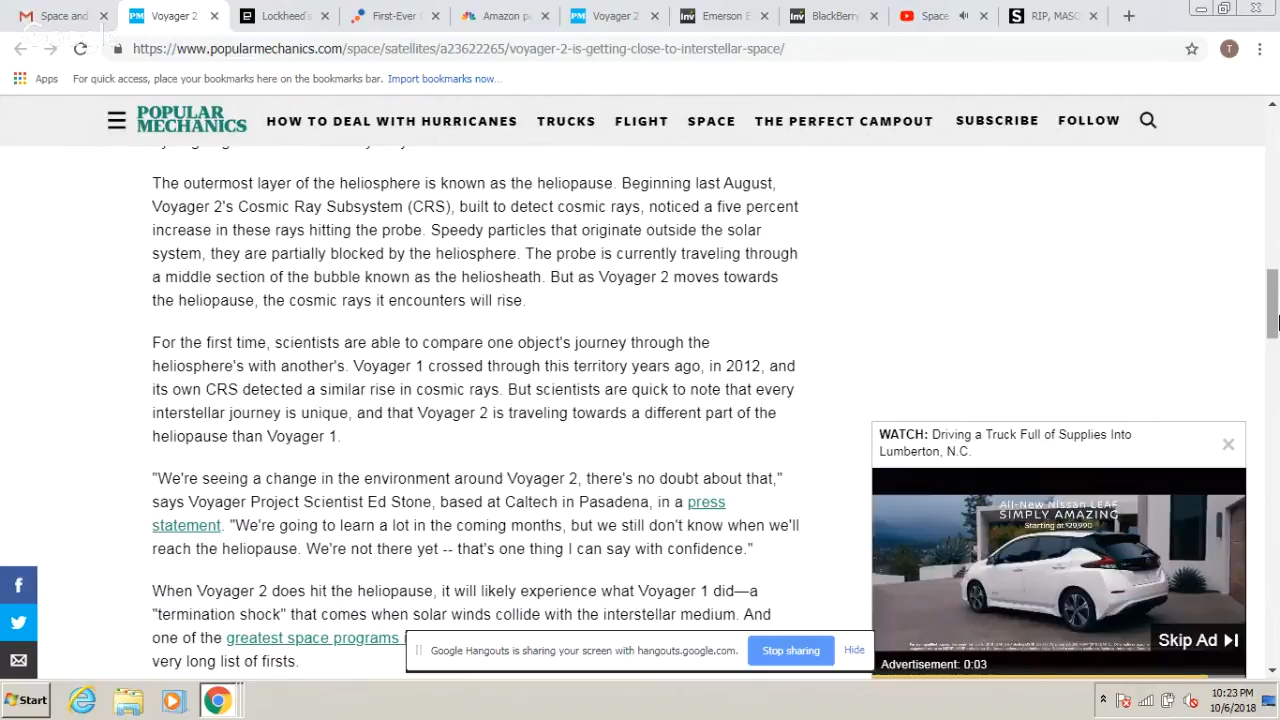 Space and
Voyager 2
Lockheed'
First-Ever
Amazon p
Voyager 2
Emerson E
BlackBerry
Space
RIP, MASC
https://www.popularmechanics.com/space/satellites/a23622265/voyager-2-is-getting-close-to-interstellar-space/
T
Apps For quick access, place your bookmarks here on the bookmarks bar. Import bookmarks now...
POPULAR
MECHANICS
HOW TO DEAL WITH HURRICANES TRUCKS FLIGHT SPACE THE PERFECT CAMPOUT SUBSCRIBE FOLLOW
The outermost layer of the heliosphere is known as the heliopause. Beginning last August,
Voyager 2's Cosmic Ray Subsystem (CRS), built to detect cosmic rays, noticed a five percent
increase in these rays hitting the probe. Speedy particles that originate outside the solar
system, they are partially blocked by the heliosphere. The probe is currently traveling through
a middle section of the bubble known as the heliosheath. But as Voyager 2 moves towards
the heliopause, the cosmic rays it encounters will rise.
For the first time, scientists are able to compare one object's journey through the
heliosphere's with another's. Voyager 1 crossed through this territory years ago, in 2012, and
its own CRS detected a similar rise in cosmic rays. But scientists are quick to note that every
interstellar journey is unique, and that Voyager 2 is traveling towards a different part of the
heliopause than Voyager 1.
"We're seeing a change in the environment around Voyager 2, there's no doubt about that,"
says Voyager Project Scientist Ed Stone, based at Caltech in Pasadena, in a press
statement. "We're going to learn a lot in the coming months, but we still don't know when we'll
reach the heliopause. We're not there yet -- that's one thing I can say with confidence."
When Voyager 2 does hit the heliopause, it will likely experience what Voyager 1 did—a
"termination shock" that comes when solar winds collide with the interstellar medium. And
one of the greatest space programs
very long list of firsts.
WATCH: Driving a Truck Full of Supplies Into
Lumberton, N.C.
All-New Nissan LEAF
SIMPLY AMAZING
Starting at $29,990
Skip Ad
Advertisement: 0:03
Google Hangouts is sharing your screen with hangouts.google.com. Stop sharing Hide
Start
10:23 PM
10/6/2018